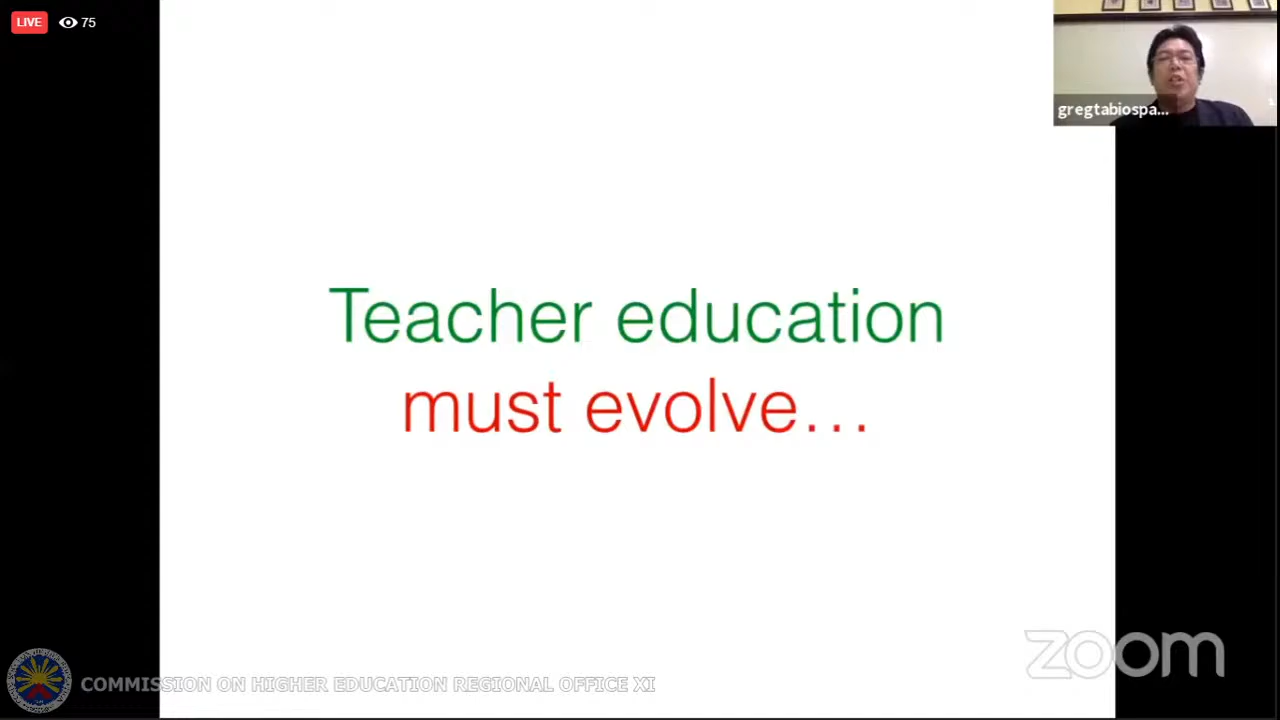 LIVE 75
gregtabiospa...
Teacher education
must evolve...
zoom
COMMISSION ON HIGHER EDUCATION REGIONAL OFFICE XI